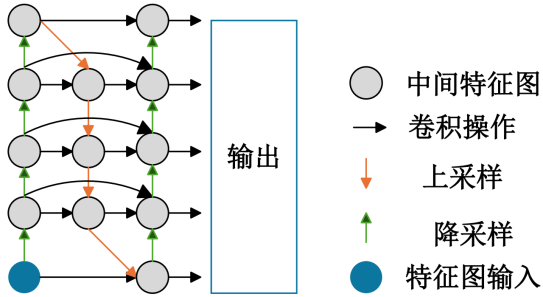 输出
中间特征图
卷积操作
上采样
降采样
特征图输入